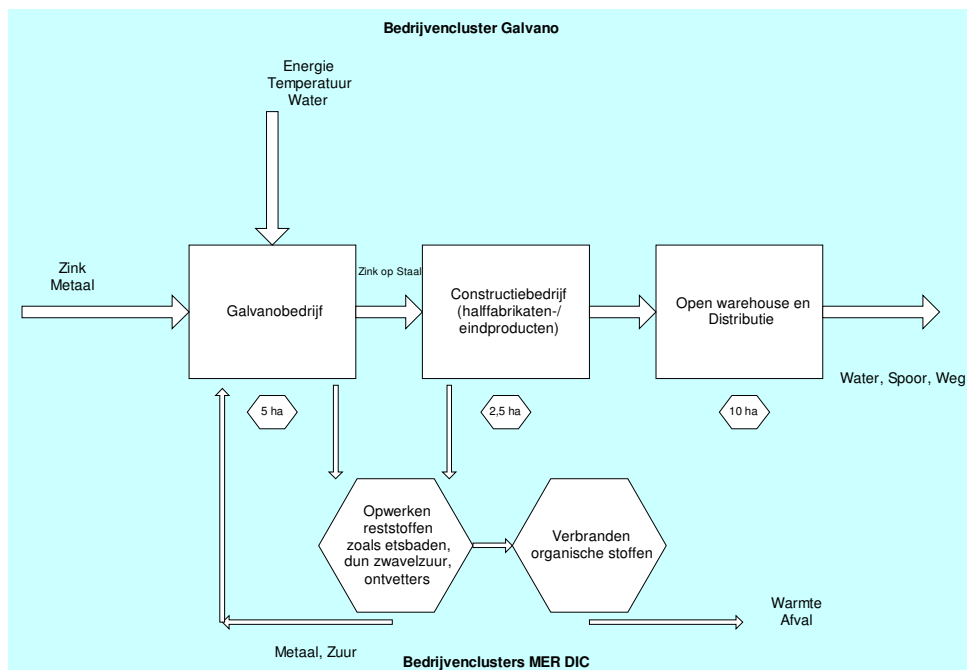 Bedrijvencluster Galvano
Energie
Temperatuur
Water
Zink
Metaal
Galvanobedrijf
Zink op Staal
Constructiebedrijf
(halffabrikaten-/
eindproducten)
Open warehouse en
Distributie
Water, Spoor, Weg
5 ha
2,5 ha
10 ha
Opwerken
reststoffen
zoals etsbaden,
dun zwavelzuur,
ontvetters
Verbranden
organische stoffen
Warmte
Afval
Metaal, Zuur
Bedrijvenclusters MER DIC